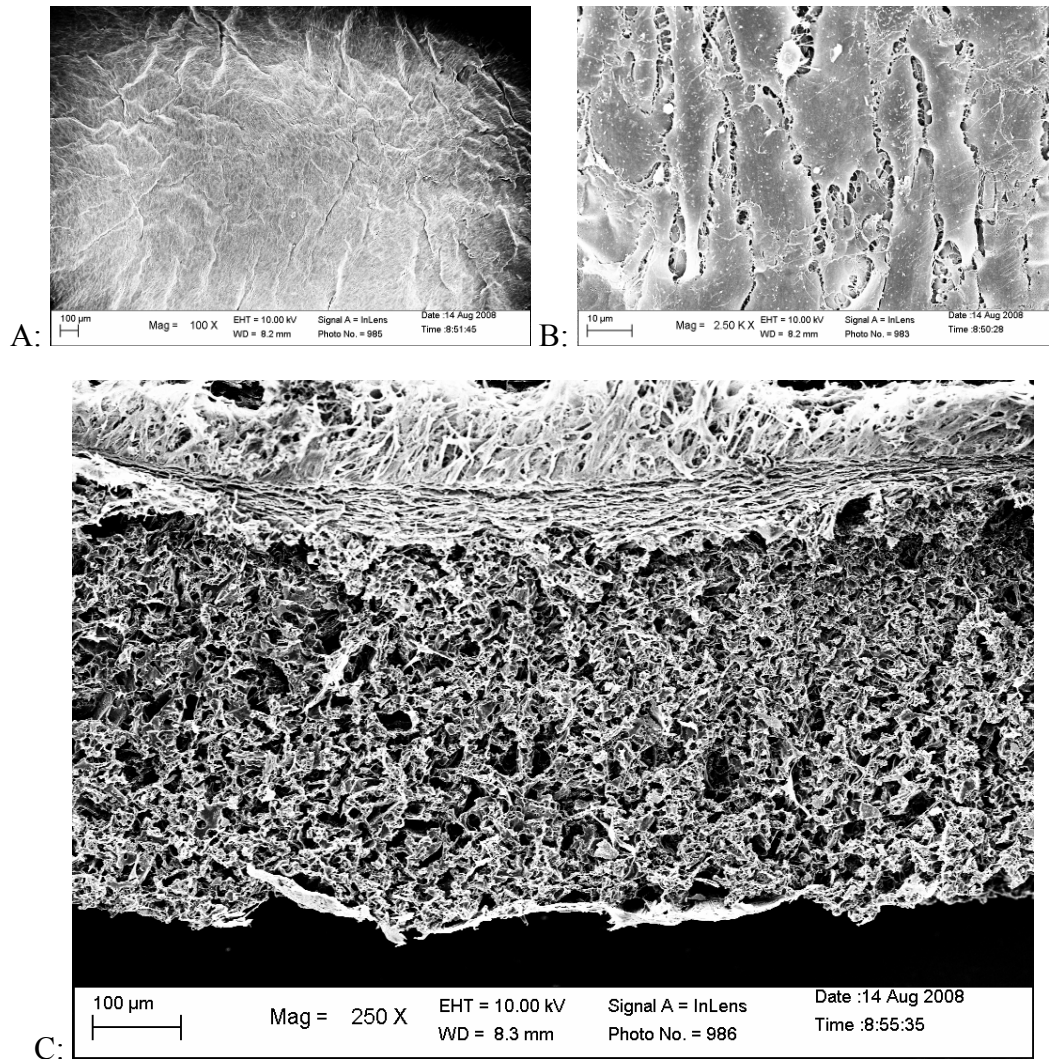 100 µm
Mag = 100 X
EHT = 10.00 kV
WD = 8.2 mm
Signal A = InLens
Photo No. = 985
Date :14 Aug 2008
Time :8:51:45
A:
10 µm
Mag = 2.50 K X
EHT = 10.00 kV
WD = 8.2 mm
Signal A = InLens
Photo No. = 983
Date :14 Aug 2008
Time :8:50:28
B:
100 µm
Mag = 250 X
EHT = 10.00 kV
WD = 8.3 mm
Signal A = InLens
Photo No. = 986
Date :14 Aug 2008
Time :8:55:35
C: